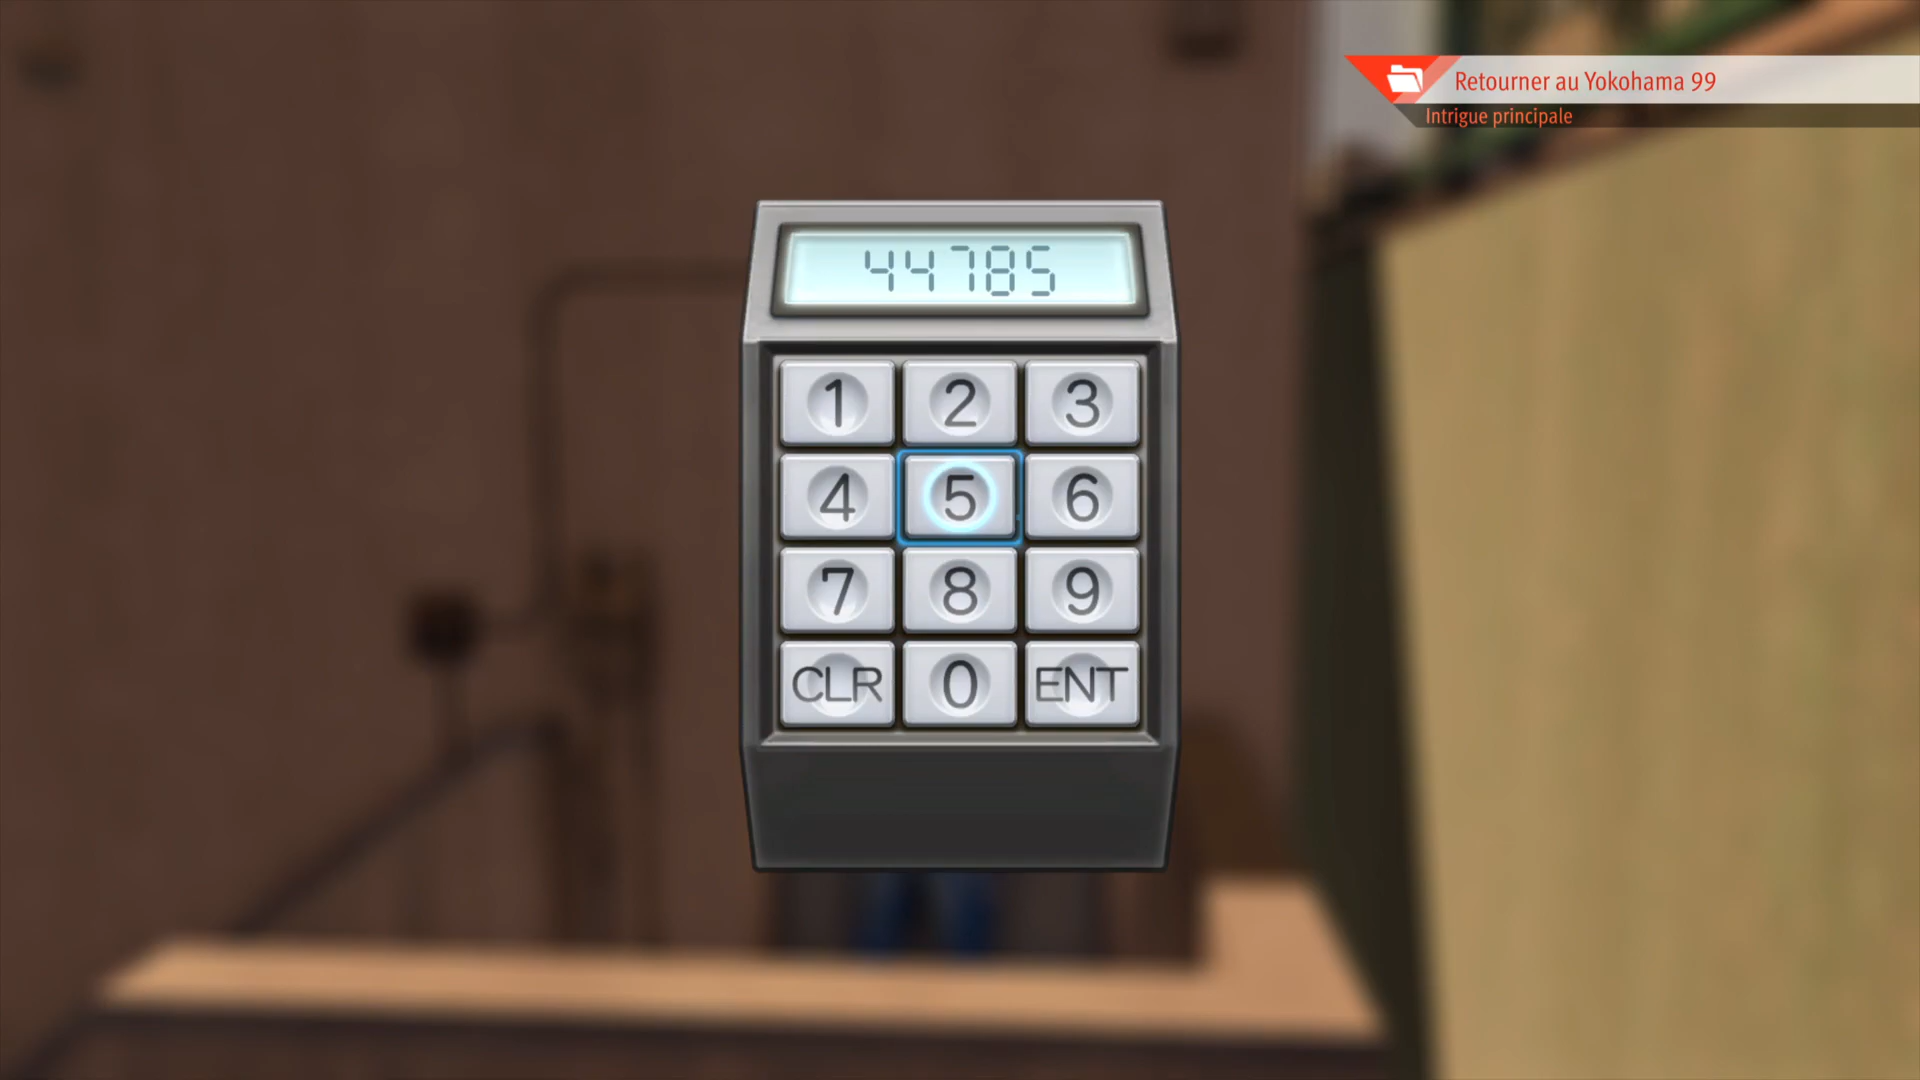 Retourner au Yokohama 99
Intrigue principale
44785
1 2 3
4 5 6
7 8 9
CLR 0 ENT